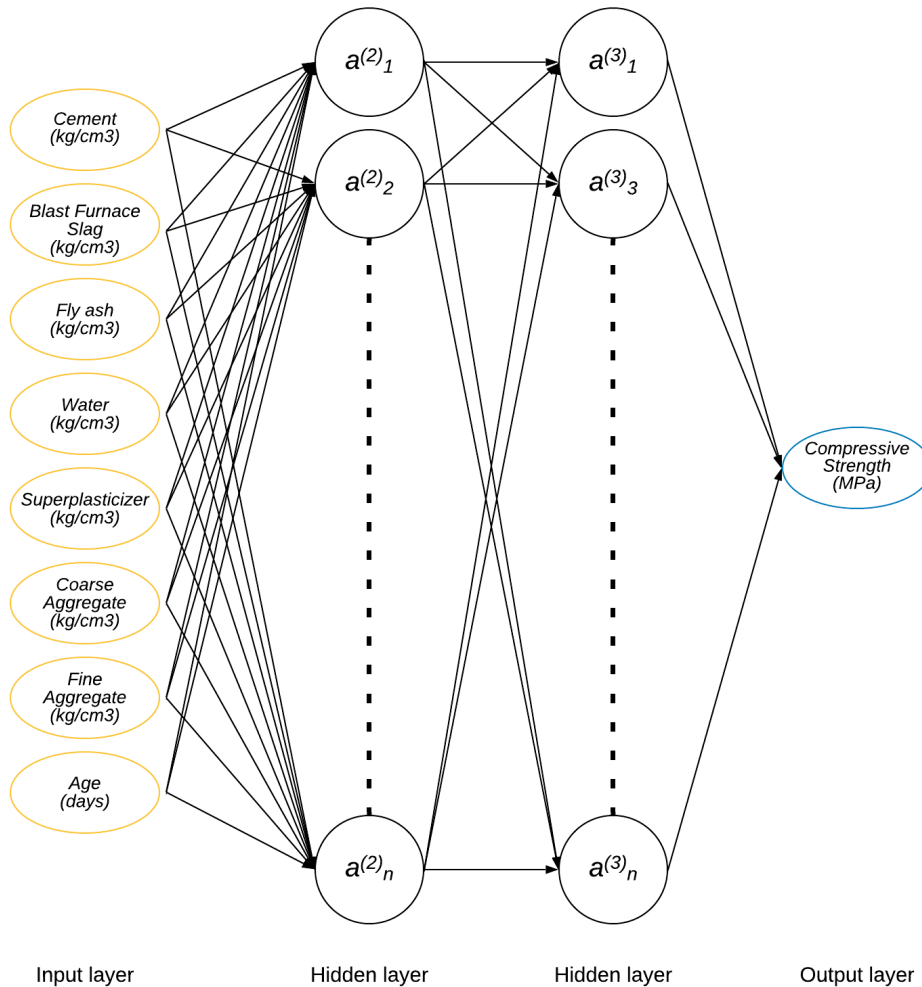 a(2)1
a(3)1
Cement
(kg/cm3)
a(2)2
a(3)3
Blast Furnace
Slag
(kg/cm3)
Fly ash
(kg/cm3)
Water
(kg/cm3)
Compressive
Strength
(MPa)
Superplasticizer
(kg/cm3)
Coarse
Aggregate
(kg/cm3)
Fine
Aggregate
(kg/cm3)
Age
(days)
a(2)n
a(3)n
Input layer
Hidden layer
Hidden layer
Output layer